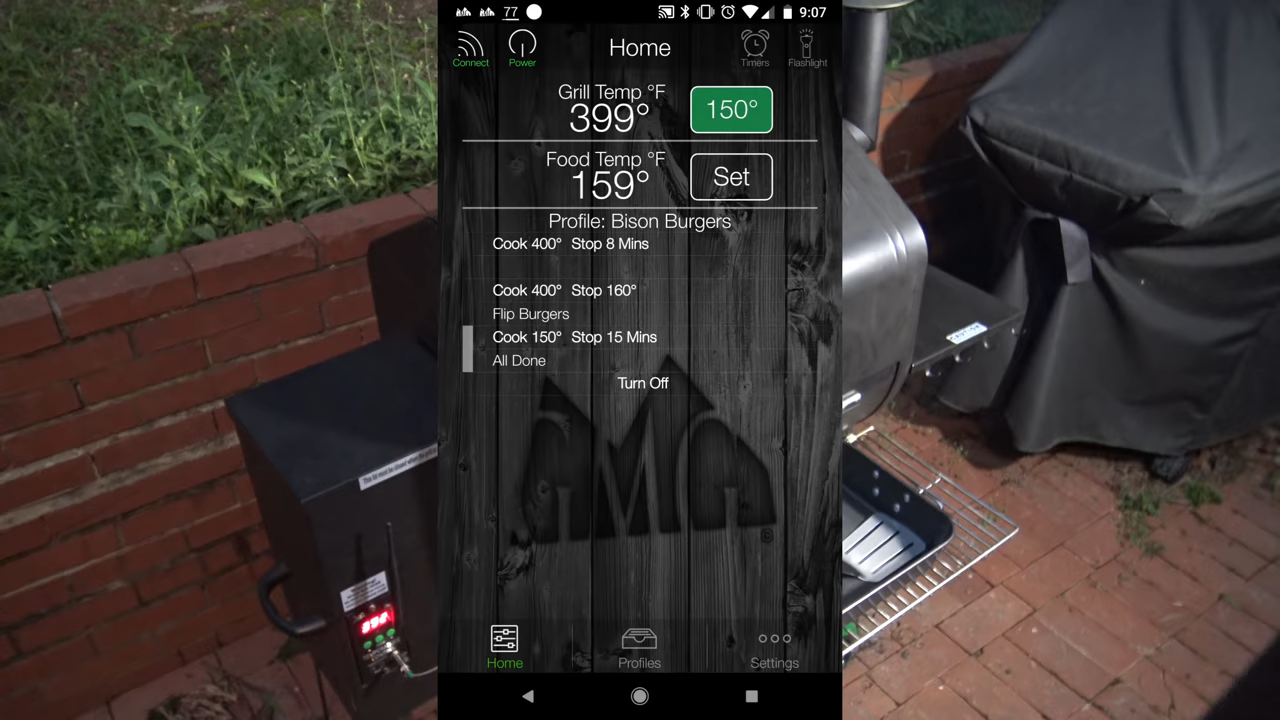 77
9:07
Connect
Power
Home
Timers
Flashlight
Grill Temp °F
399°
150°
Food Temp °F
159°
Set
Profile: Bison Burgers
Cook 400° Stop 8 Mins
Cook 400° Stop 160°
Flip Burgers
Cook 150° Stop 15 Mins
All Done
Turn Off
GMG
©
Home
Profiles
Settings
CAUTION